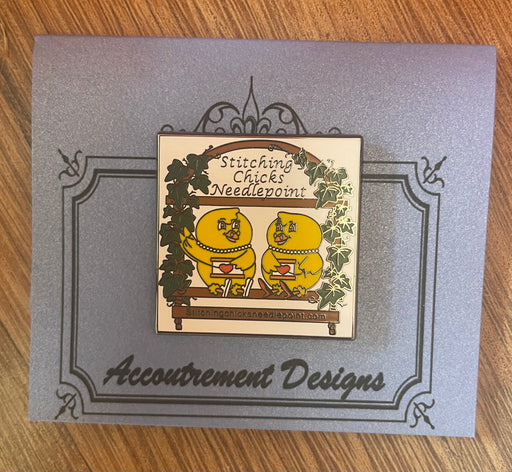 Stitching
Chicks
Needlepoint
Stitchingchicksneedlepoint.com
Accoutrement Designs